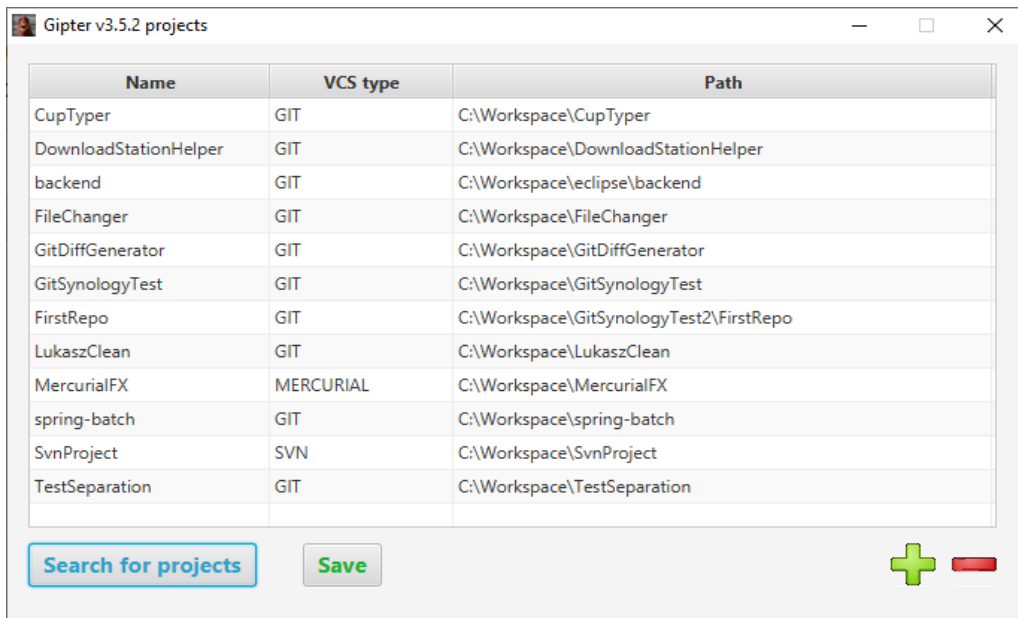 Gipter v3.5.2 projects
Name VCS type Path
CupTyper GIT C:\Workspace\CupTyper
DownloadStationHelper GIT C:\Workspace\DownloadStationHelper
backend GIT C:\Workspace\eclipse\backend
FileChanger GIT C:\Workspace\FileChanger
GitDiffGenerator GIT C:\Workspace\GitDiffGenerator
GitSynologyTest GIT C:\Workspace\GitSynologyTest
FirstRepo GIT C:\Workspace\GitSynologyTest2\FirstRepo
LukaszClean GIT C:\Workspace\LukaszClean
MercurialFX MERCURIAL C:\Workspace\MercurialFX
spring-batch GIT C:\Workspace\spring-batch
SvnProject SVN C:\Workspace\SvnProject
TestSeparation GIT C:\Workspace\TestSeparation
Search for projects Save